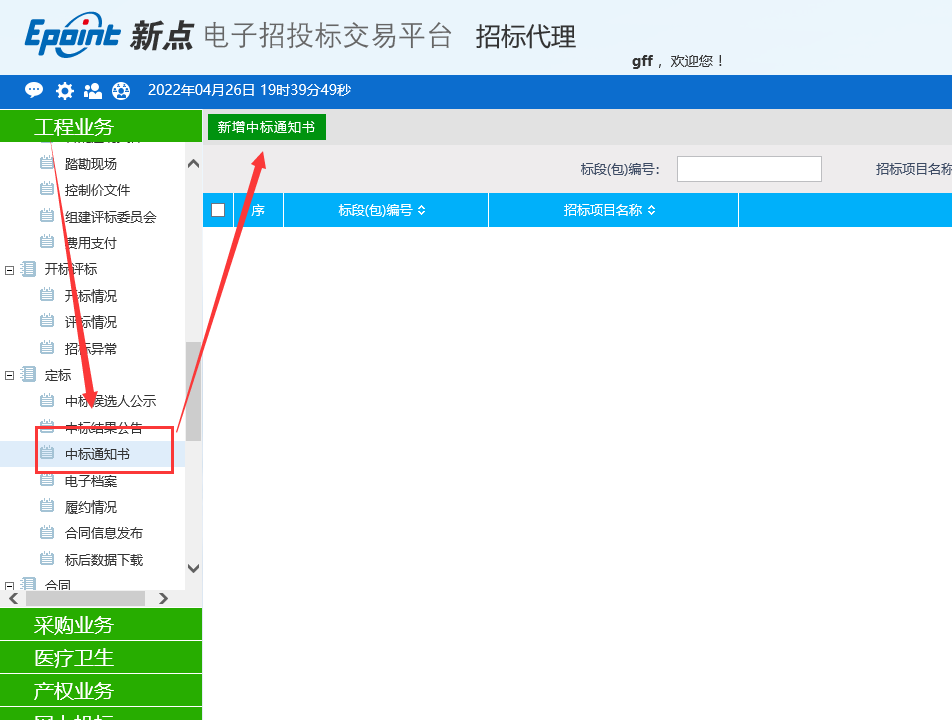 Epoint 新点 电子招投标交易平台 招标代理
gff ，欢迎您！
2022年04月26日 19时39分49秒
工程业务
新增中标通知书
踏勘现场
标段(包)编号：
招标项目名称
控制价文件
序 标段(包)编号 招标项目名称
组建评标委员会
费用支付
开标评标
开标情况
评标情况
招标异常
定标
中标候选人公示
中标结果公告
中标通知书
电子档案
履约情况
合同信息发布
标后数据下载
合同
采购业务
医疗卫生
产权业务